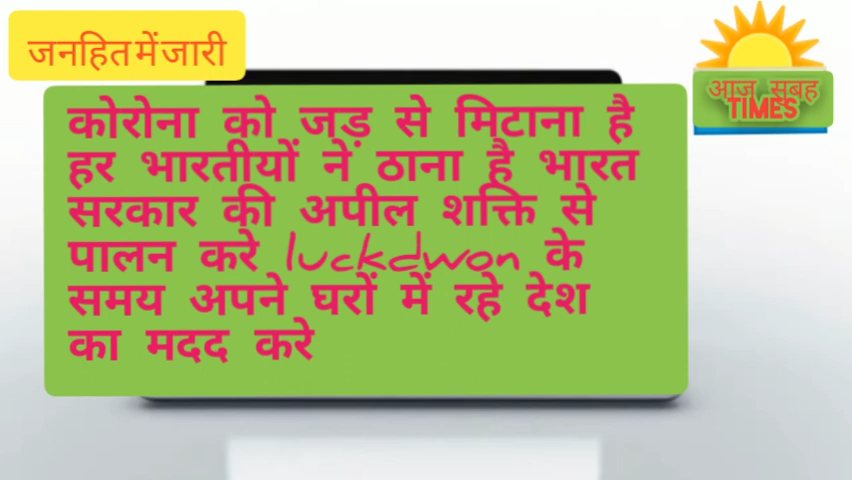 जनहित में जारी
आज सुबह
TIMES
कोरोना को जड़ से मिटाना है
हर भारतीयों ने ठाना है भारत
सरकार की अपील शक्ति से
पालन करे luckdwon के
समय अपने घरों में रहे देश
का मदद करे